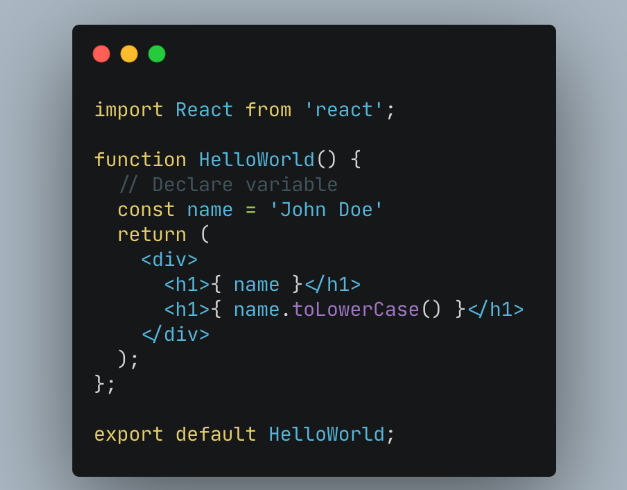 import React from 'react';
function HelloWorld() {
  // Declare variable
  const name = 'John Doe'
  return (
    <div>
      <h1>{ name }</h1>
      <h1>{ name.toLowerCase() }</h1>
    </div>
  );
};
export default HelloWorld;